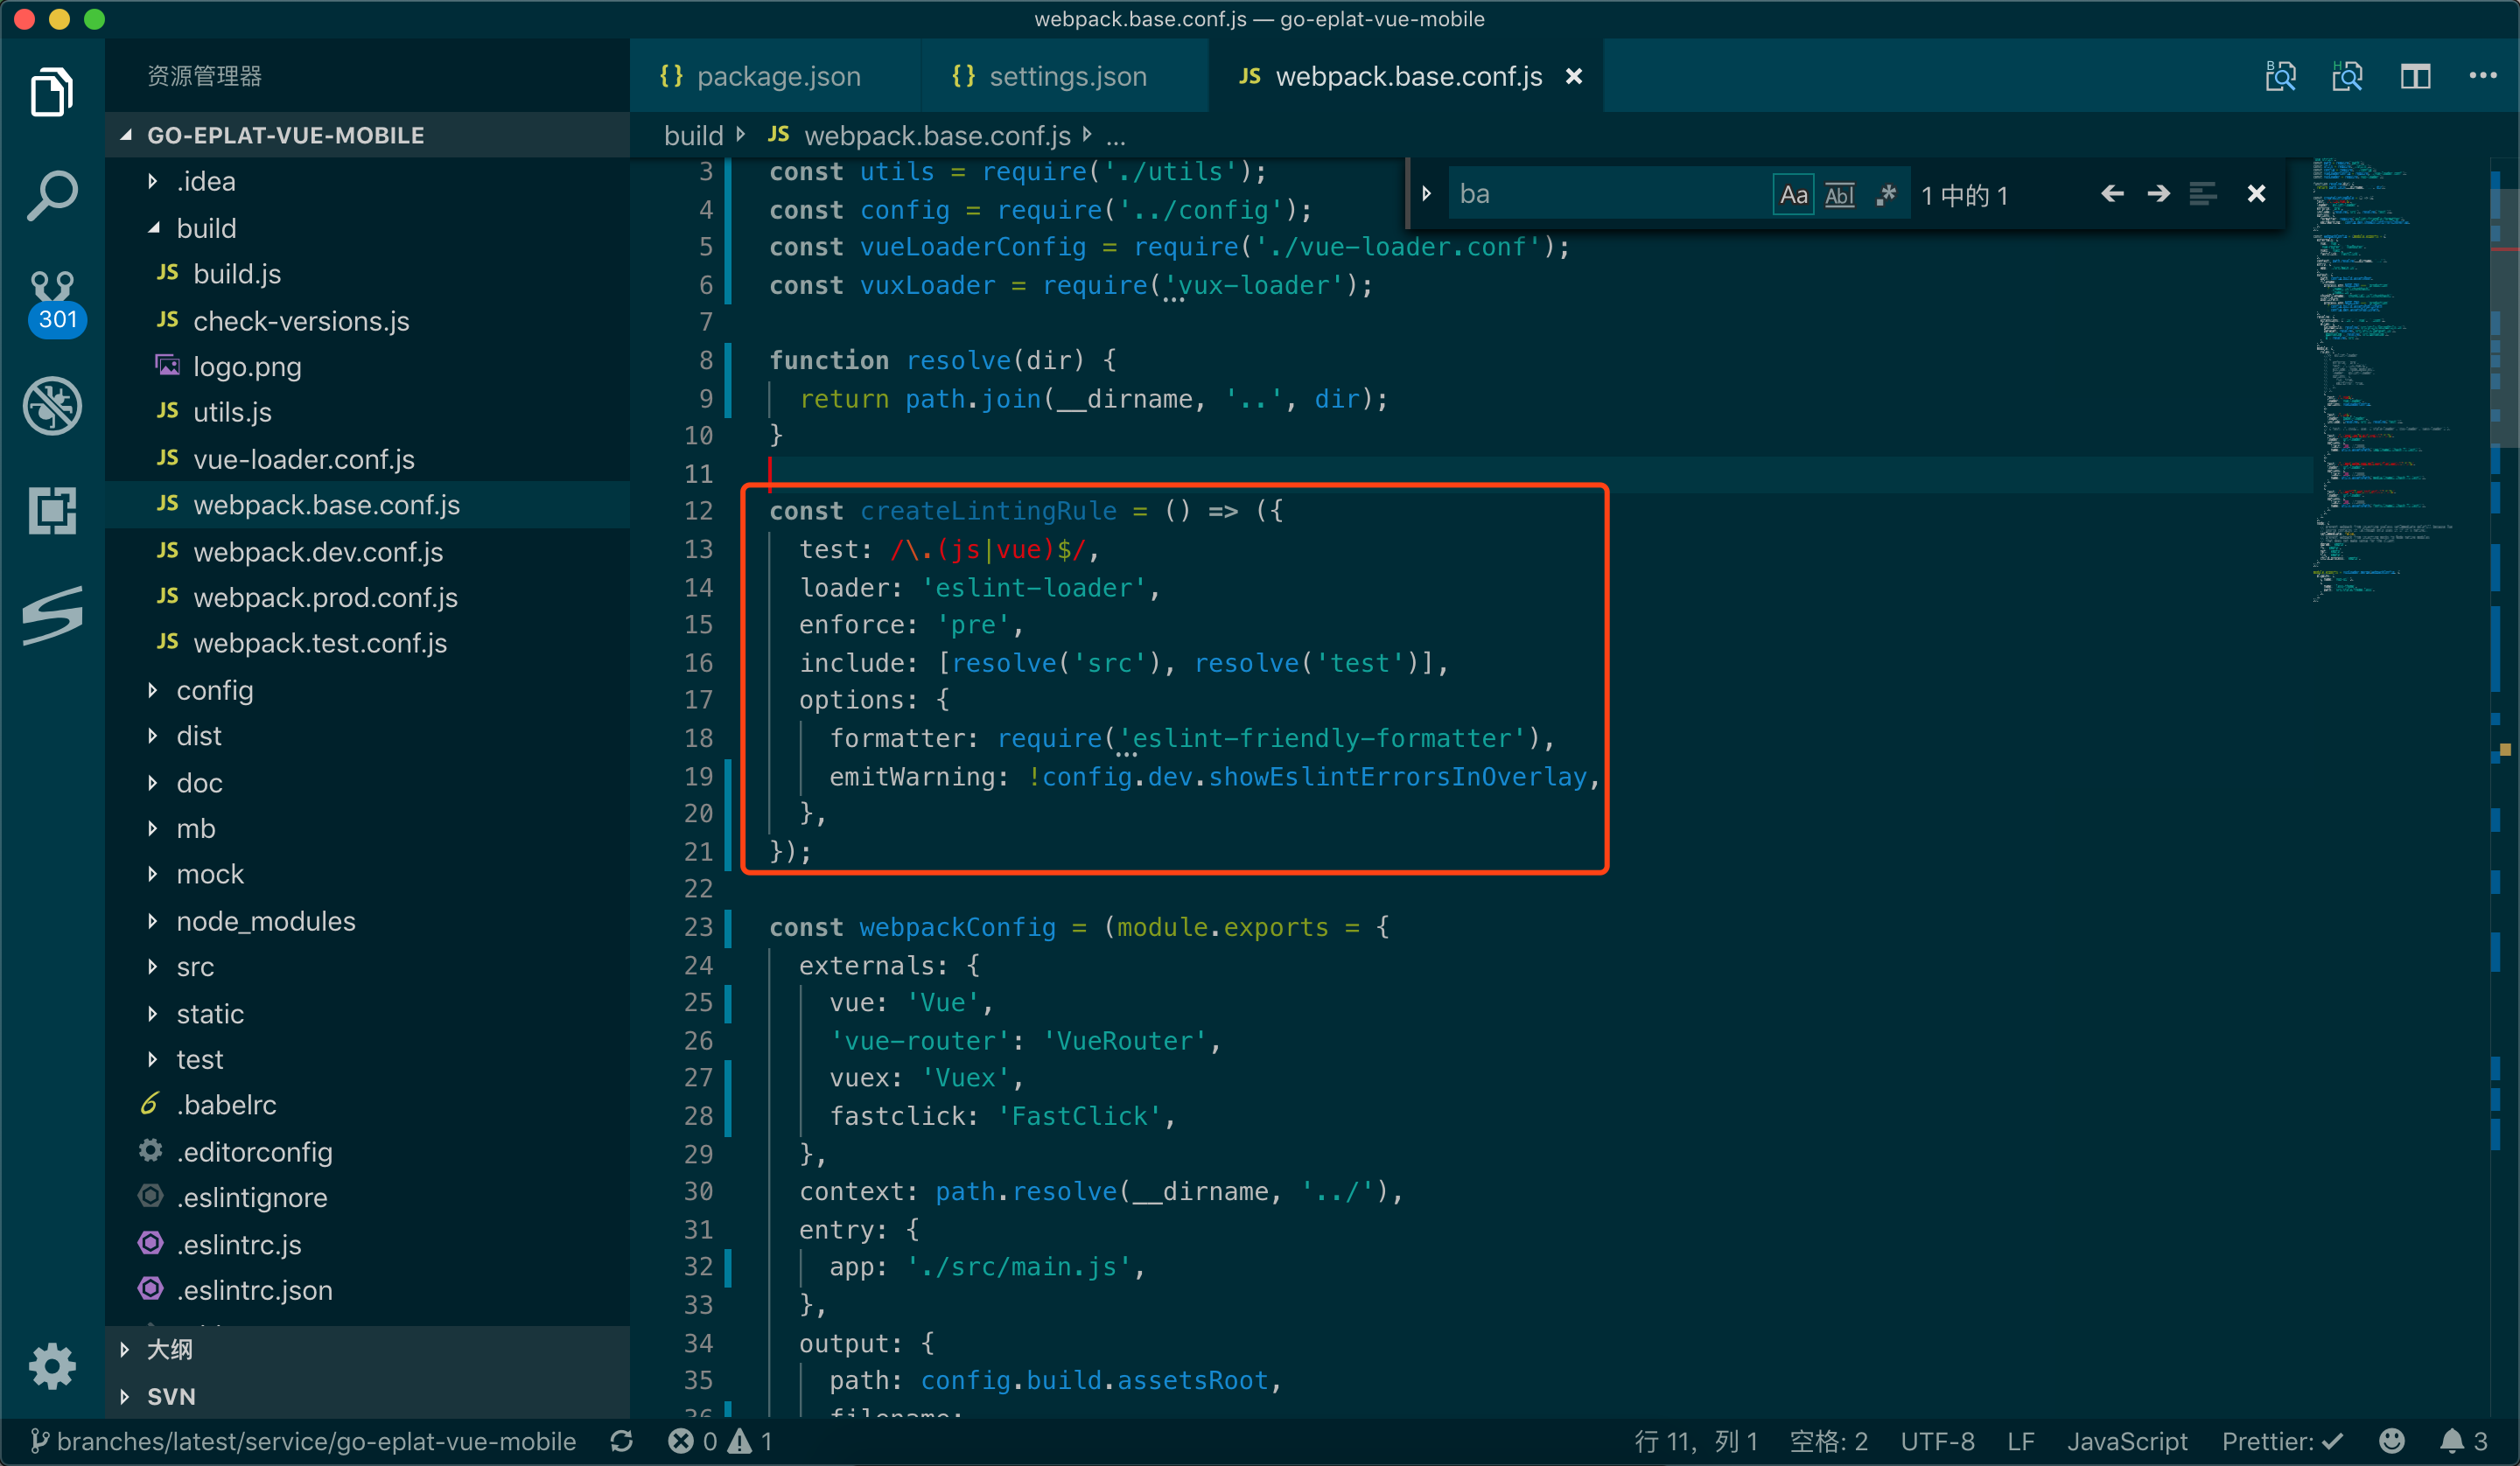 webpack.base.conf.js — go-eplat-vue-mobile
资源管理器
GO-EPLAT-VUE-MOBILE
.idea
build
JS build.js
JS check-versions.js
logo.png
JS utils.js
JS vue-loader.conf.js
JS webpack.base.conf.js
JS webpack.dev.conf.js
JS webpack.prod.conf.js
JS webpack.test.conf.js
config
dist
doc
mb
mock
node_modules
src
static
test
.babelrc
.editorconfig
.eslintignore
.eslintrc.js
.eslintrc.json
大纲
SVN
301
{} package.json
{} settings.json
JS webpack.base.conf.js
build JS webpack.base.conf.js ...
ba Aa Abl .* 1 中的 1
3 const utils = require('./utils');
4 const config = require('../config');
5 const vueLoaderConfig = require('./vue-loader.conf');
6 const vuxLoader = require('vux-loader');
7
8 function resolve(dir) {
9 return path.join(__dirname, '..', dir);
10 }
11
12 const createLintingRule = () => ({
13 test: /\.(js|vue)$/,
14 loader: 'eslint-loader',
15 enforce: 'pre',
16 include: [resolve('src'), resolve('test')],
17 options: {
18 formatter: require('eslint-friendly-formatter'),
19 emitWarning: !config.dev.showEslintErrorsInOverlay,
20 },
21 });
22
23 const webpackConfig = (module.exports = {
24 externals: {
25 vue: 'Vue',
26 'vue-router': 'VueRouter',
27 vuex: 'Vuex',
28 fastclick: 'FastClick',
29 },
30 context: path.resolve(__dirname, '../'),
31 entry: {
32 app: './src/main.js',
33 },
34 output: {
35 path: config.build.assetsRoot,
36 filename:
branches/latest/service/go-eplat-vue-mobile 0 1 行 11，列 1 空格: 2 UTF-8 LF JavaScript Prettier: ✓ 3